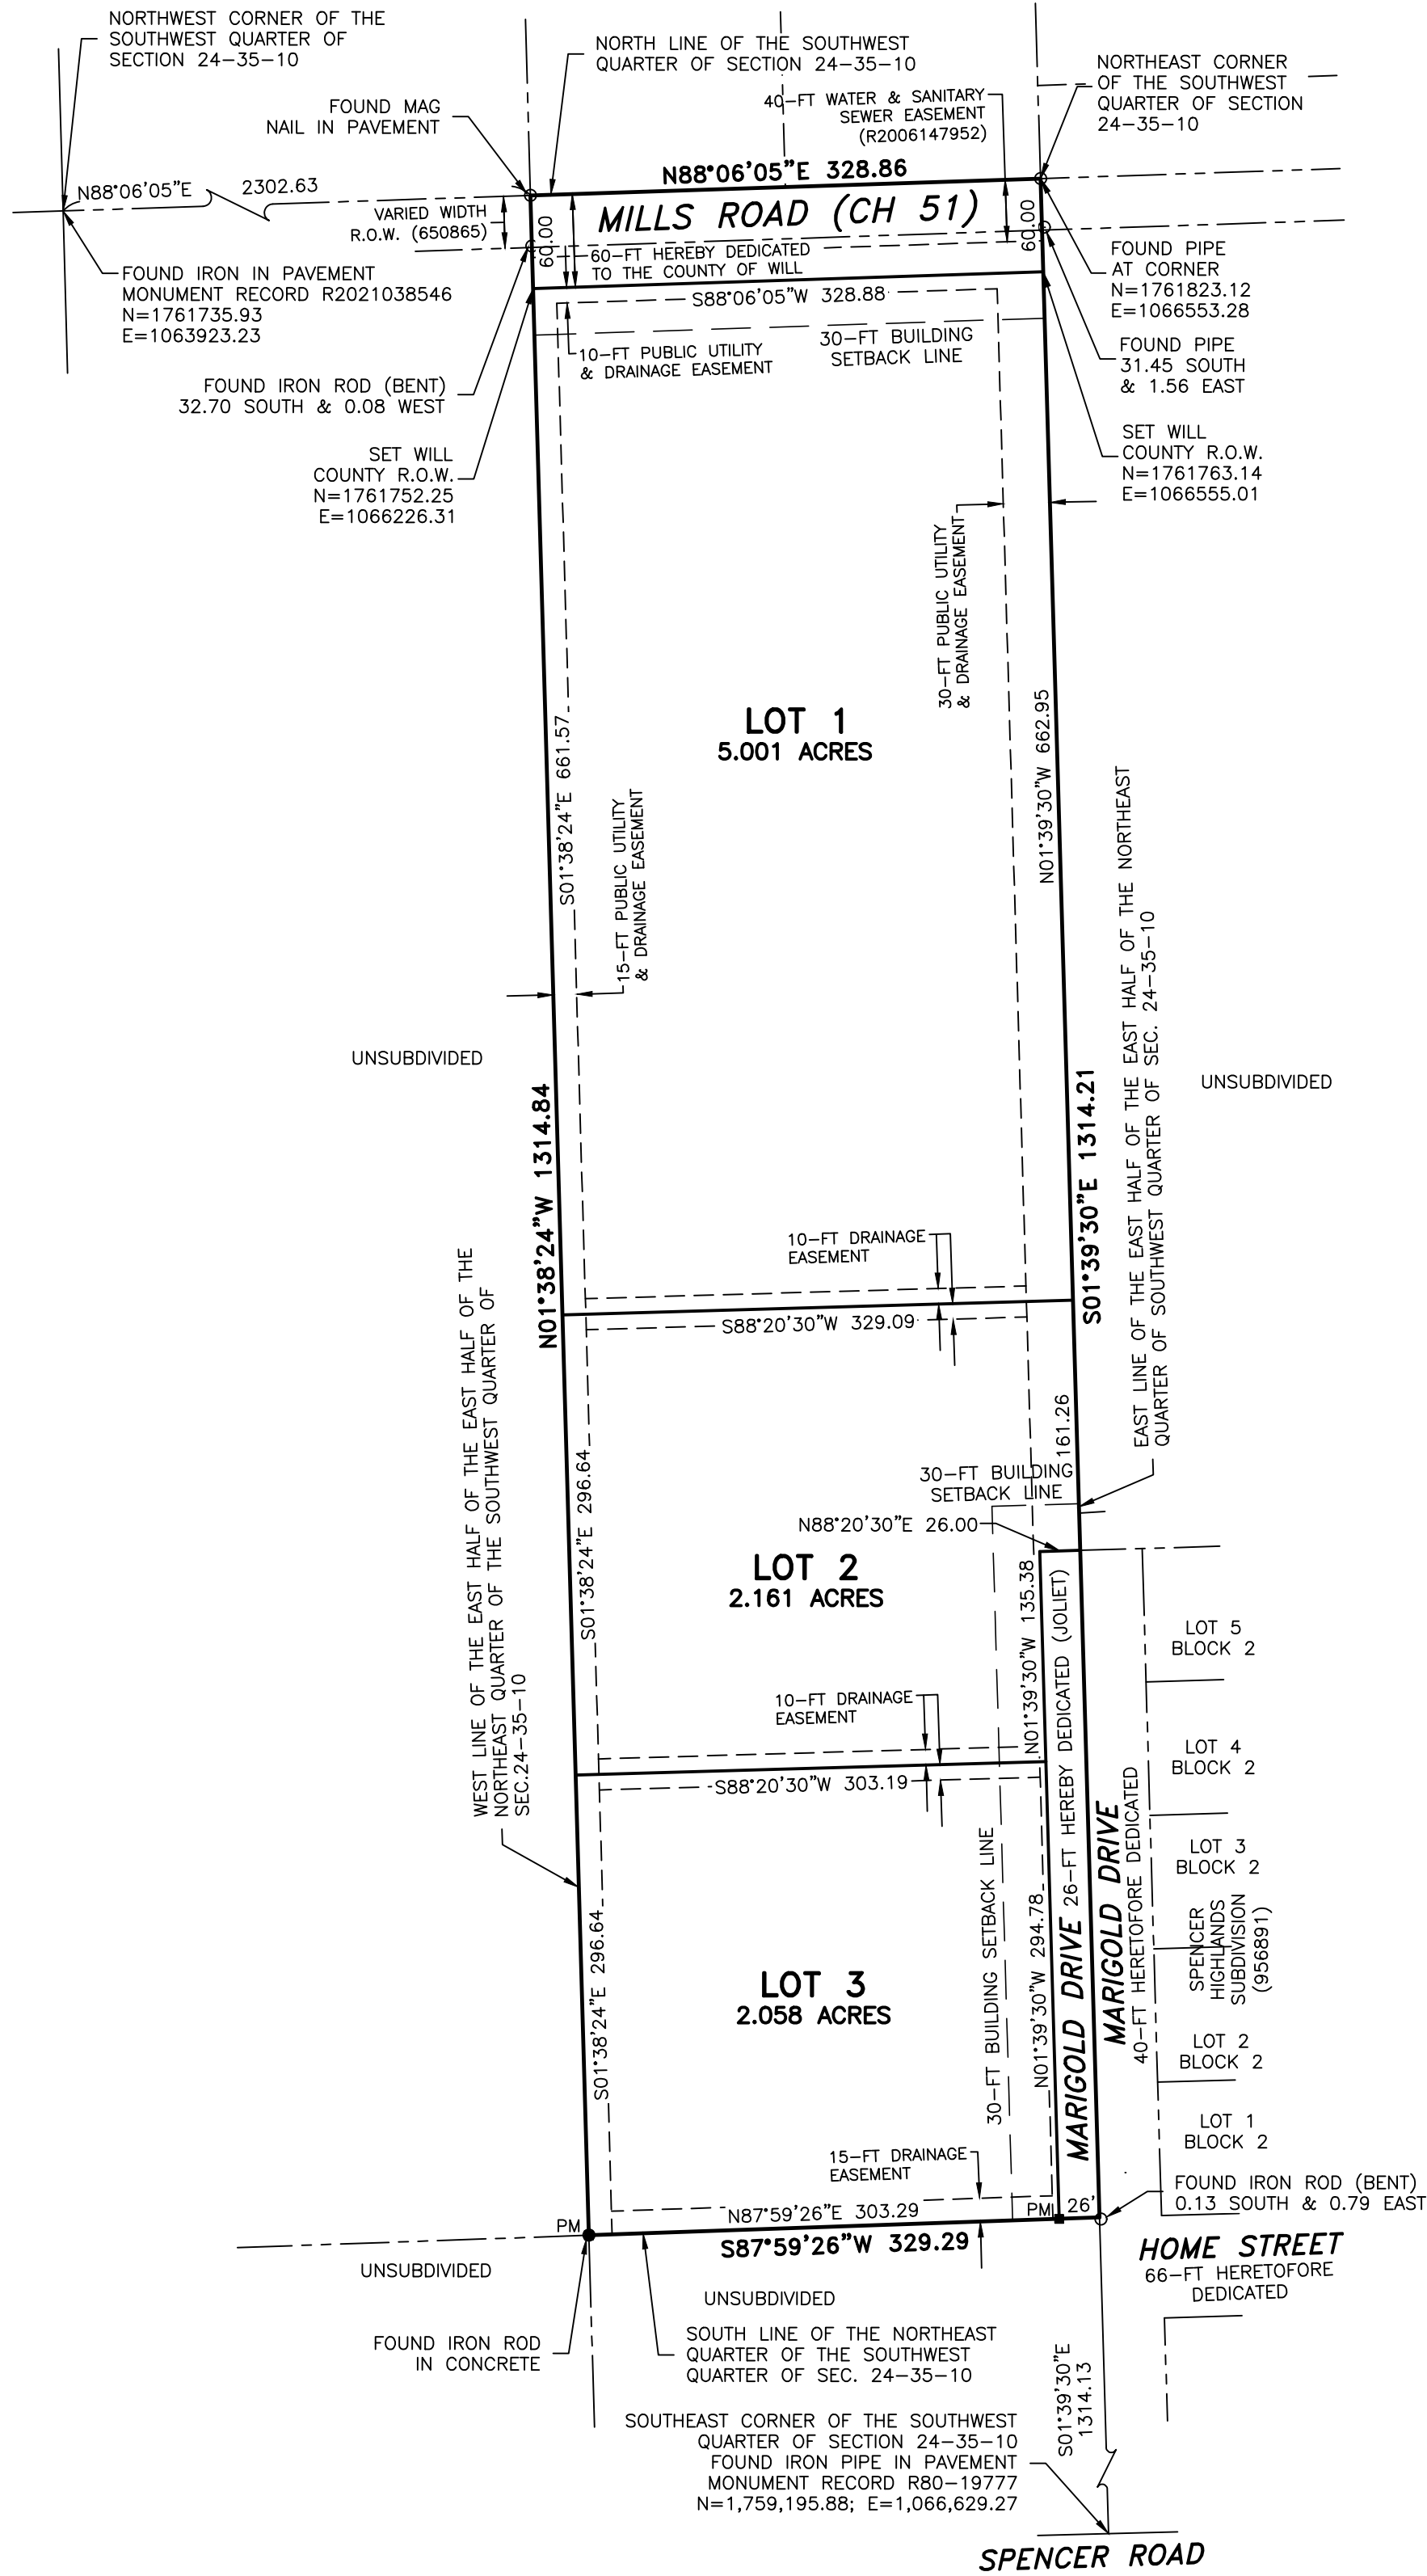 NORTHWEST CORNER OF THE
SOUTHWEST QUARTER OF
SECTION 24-35-10
NORTH LINE OF THE SOUTHWEST
QUARTER OF SECTION 24-35-10
NORTHEAST CORNER
OF THE SOUTHWEST
QUARTER OF SECTION
24-35-10
FOUND MAG
NAIL IN PAVEMENT
40-FT WATER & SANITARY
SEWER EASEMENT
(R2006147952)
N88°06'05"E 328.86
N88°06'05"E 2302.63
VARIED WIDTH
R.O.W. (650865)
60.00
MILLS ROAD (CH 51)
60.00
60-FT HEREBY DEDICATED
TO THE COUNTY OF WILL
FOUND IRON IN PAVEMENT
MONUMENT RECORD R2021038546
N=1761735.93
E=1063923.23
FOUND PIPE
AT CORNER
N=1761823.12
E=1066553.28
S88°06'05"W 328.88
30-FT BUILDING
SETBACK LINE
10-FT PUBLIC UTILITY
& DRAINAGE EASEMENT
FOUND PIPE
31.45 SOUTH
& 1.56 EAST
FOUND IRON ROD (BENT)
32.70 SOUTH & 0.08 WEST
SET WILL
COUNTY R.O.W.
N=1761752.25
E=1066226.31
SET WILL
COUNTY R.O.W.
N=1761763.14
E=1066555.01
30-FT PUBLIC UTILITY
& DRAINAGE EASEMENT
LOT 1
5.001 ACRES
S01°38'24"E 661.57
N01°39'30"W 662.95
15-FT PUBLIC UTILITY
& DRAINAGE EASEMENT
EAST LINE OF THE EAST HALF OF THE EAST HALF OF THE NORTHEAST
QUARTER OF SOUTHWEST QUARTER OF SEC. 24-35-10
UNSUBDIVIDED
UNSUBDIVIDED
N01°38'24"W 1314.84
S01°39'30"E 1314.21
10-FT DRAINAGE
EASEMENT
S88°20'30"W 329.09
WEST LINE OF THE EAST HALF OF THE EAST HALF OF THE
NORTHEAST QUARTER OF THE SOUTHWEST QUARTER OF
SEC.24-35-10
161.26
30-FT BUILDING
SETBACK LINE
N88°20'30"E 26.00
S01°38'24"E 296.64
LOT 2
2.161 ACRES
N01°39'30"W 135.38
LOT 5
BLOCK 2
10-FT DRAINAGE
EASEMENT
S88°20'30"W 303.19
LOT 4
BLOCK 2
MARIGOLD DRIVE 26-FT HEREBY DEDICATED (JOLIET)
MARIGOLD DRIVE
40-FT HERETOFORE DEDICATED
LOT 3
BLOCK 2
SPENCER
HIGHLANDS
SUBDIVISION
(956891)
S01°38'24"E 296.64
LOT 3
2.058 ACRES
30-FT BUILDING SETBACK LINE
N01°39'30"W 294.78
LOT 2
BLOCK 2
LOT 1
BLOCK 2
15-FT DRAINAGE
EASEMENT
FOUND IRON ROD (BENT)
0.13 SOUTH & 0.79 EAST
PM
N87°59'26"E 303.29
PM
26'
S87°59'26"W 329.29
HOME STREET
66-FT HERETOFORE
DEDICATED
UNSUBDIVIDED
UNSUBDIVIDED
FOUND IRON ROD
IN CONCRETE
SOUTH LINE OF THE NORTHEAST
QUARTER OF THE SOUTHWEST
QUARTER OF SEC. 24-35-10
S01°39'30"E
1314.13
SOUTHEAST CORNER OF THE SOUTHWEST
QUARTER OF SECTION 24-35-10
FOUND IRON PIPE IN PAVEMENT
MONUMENT RECORD R80-19777
N=1,759,195.88; E=1,066,629.27
SPENCER ROAD